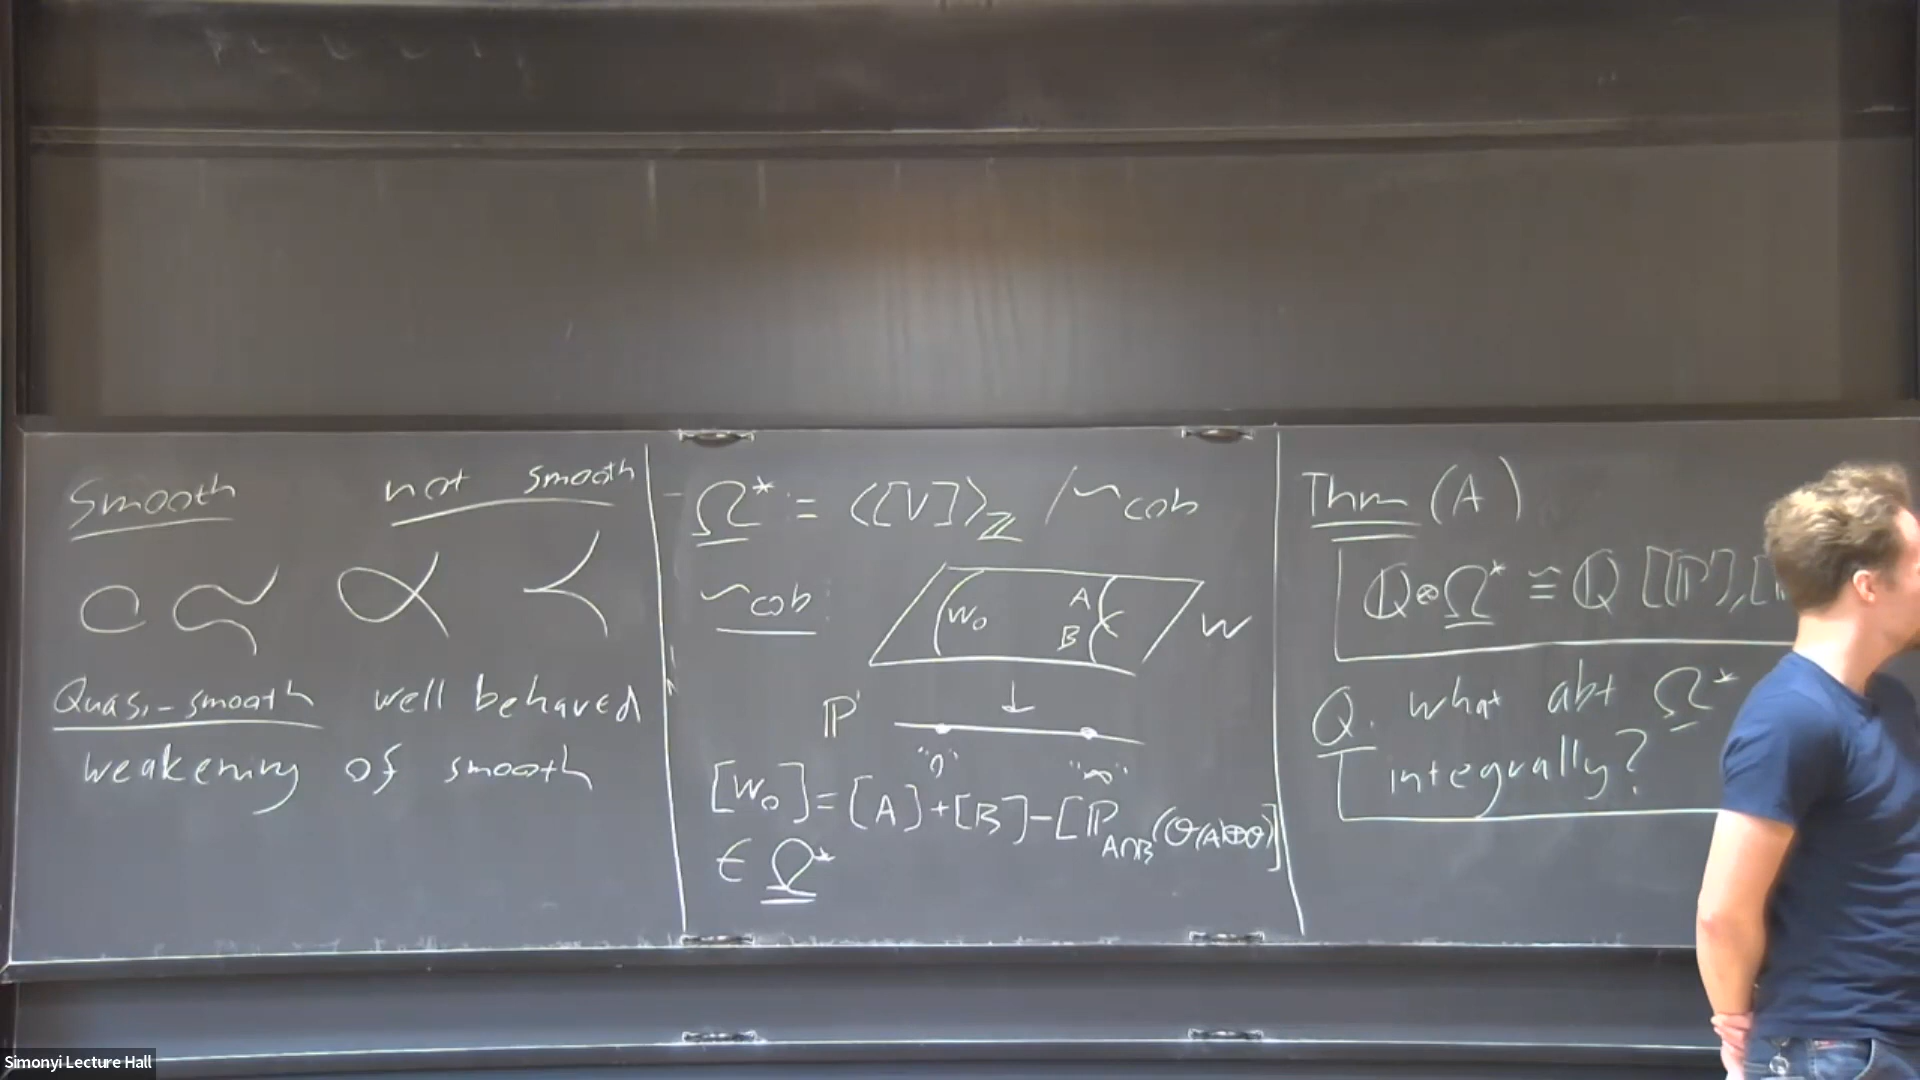 Smooth not smooth
Quasi-smooth well behaved
weakening of smooth
Ω* := ⟨[V]⟩_ℤ / ~cob
~cob:
W₀ A B W
ℙ¹
"0" "∞"
[W₀] = [A] + [B] - [ℙ_{A∩B}(O(A)⊕O)]
∈ Ω*
Thm (A)
ℚ⊗Ω* ≅ ℚ[[ℙ¹],[
Q. what abt Ω*
integrally?
Simonyi Lecture Hall